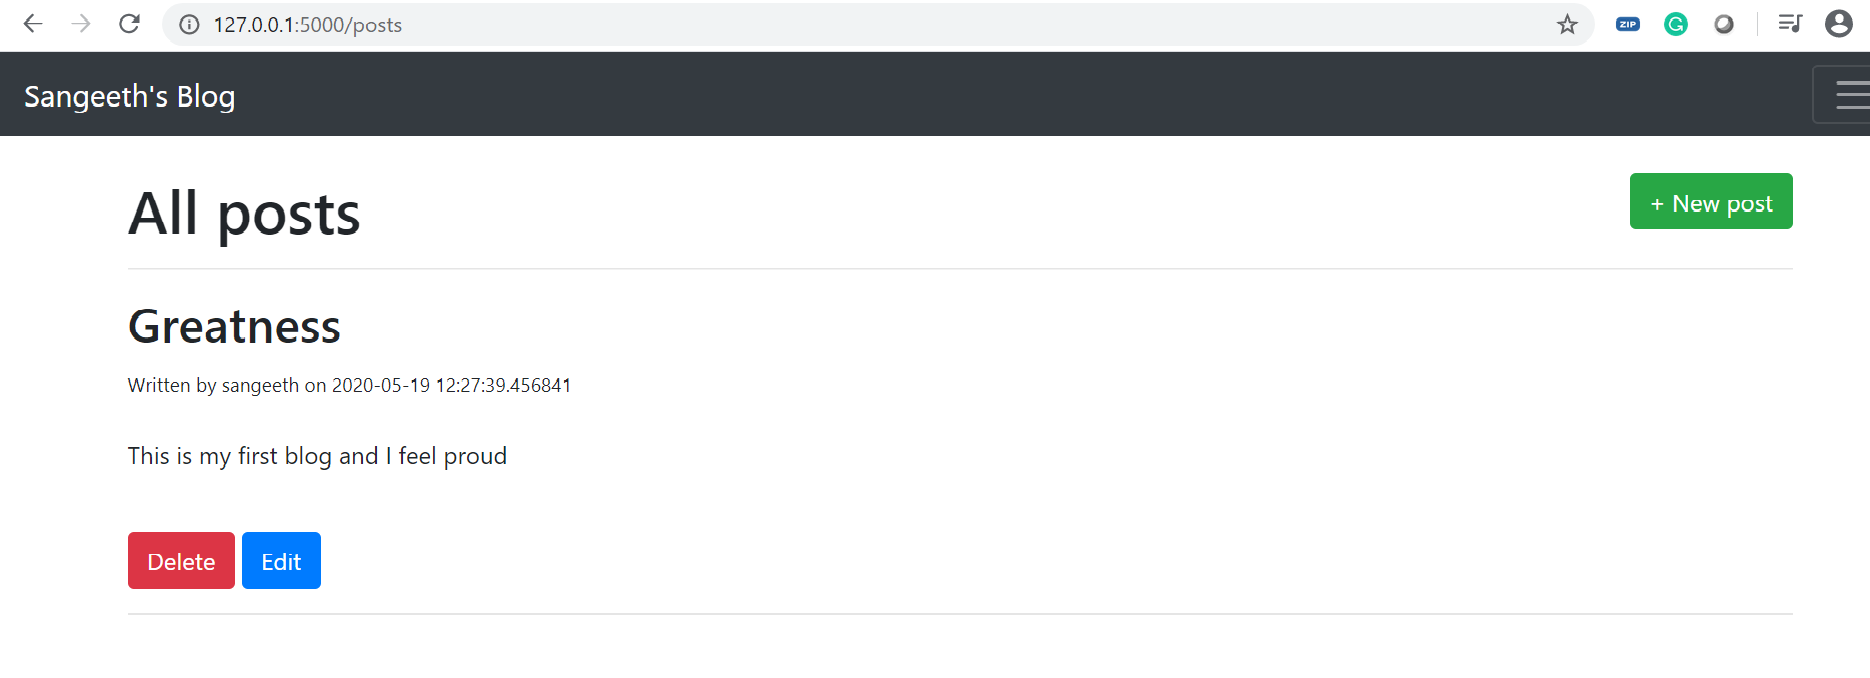 127.0.0.1:5000/posts
ZIP
G
Sangeeth's Blog
All posts
+ New post
Greatness
Written by sangeeth on 2020-05-19 12:27:39.456841
This is my first blog and I feel proud
Delete Edit